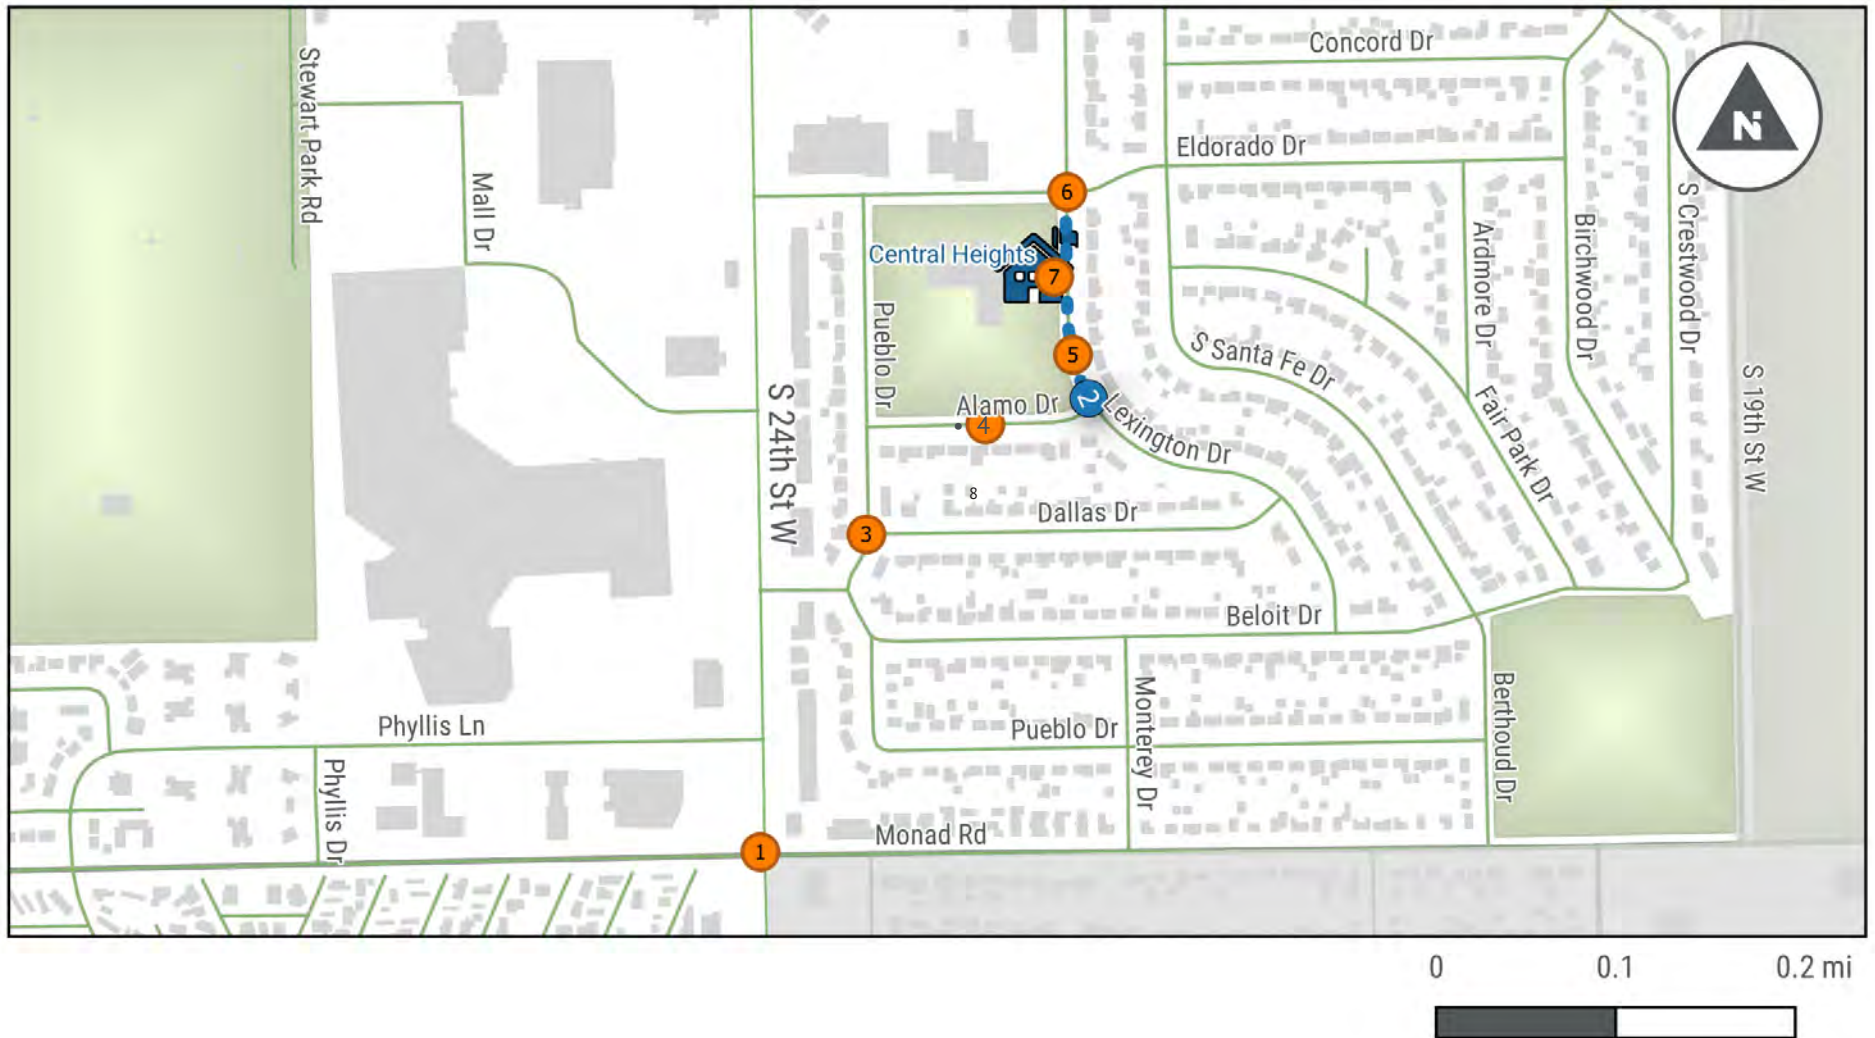 Concord Dr
Stewart Park Rd
N
Eldorado Dr
Mall Dr
6
S Crestwood Dr
Birchwood Dr
Ardmore Dr
Central Heights
7
Pueblo Dr
5
S Santa Fe Dr
S 19th St W
S 24th St W
Alamo Dr
2
Lexington Dr
Fair Park Dr
4
8
Dallas Dr
3
Beloit Dr
Monterey Dr
Berthoud Dr
Phyllis Ln
Pueblo Dr
Phyllis Dr
Monad Rd
1
0 0.1 0.2 mi